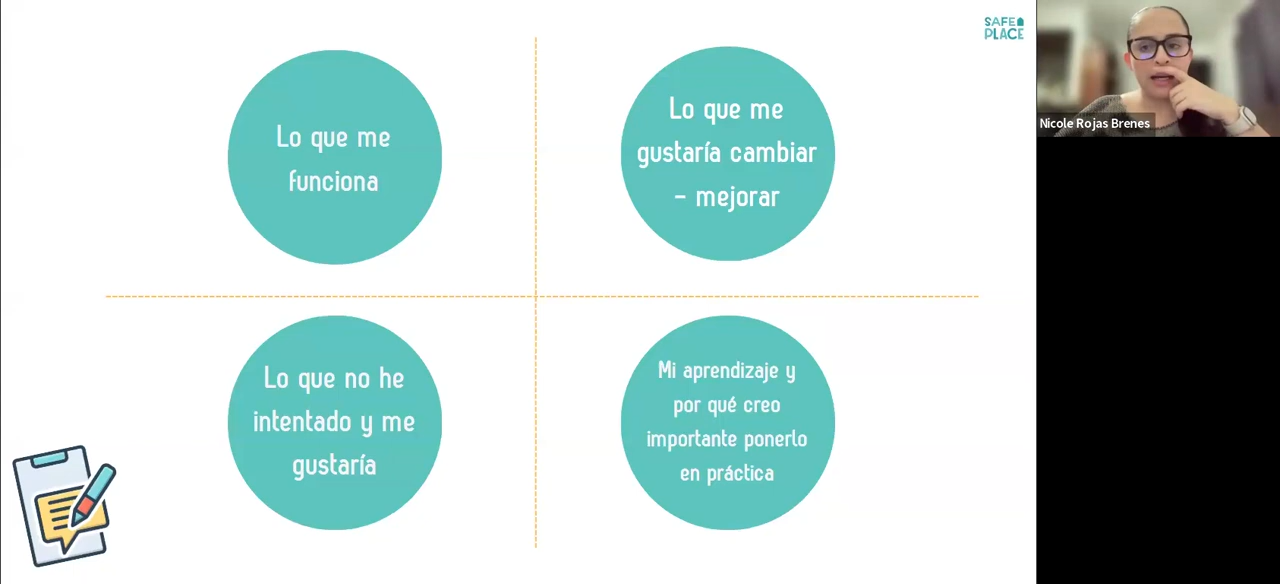 SAFE
PLACE
Lo que me
funciona
Lo que me
gustaría cambiar
- mejorar
Lo que no he
intentado y me
gustaría
Mi aprendizaje y
por qué creo
importante ponerlo
en práctica
Nicole Rojas Brenes